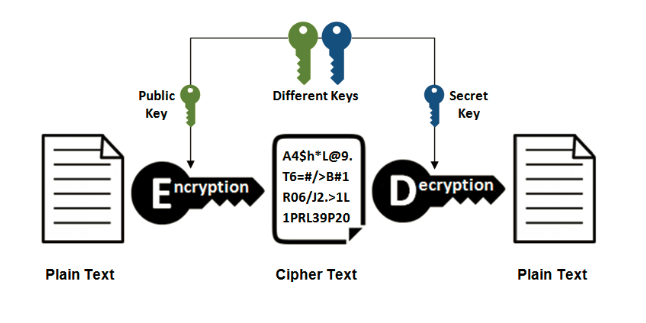 Public
Key
Different Keys
Secret
Key
Encryption
A4$h*L@9.
T6=#/>B#1
R06/J2.>1L
1PRL39P20
Decryption
Plain Text
Cipher Text
Plain Text